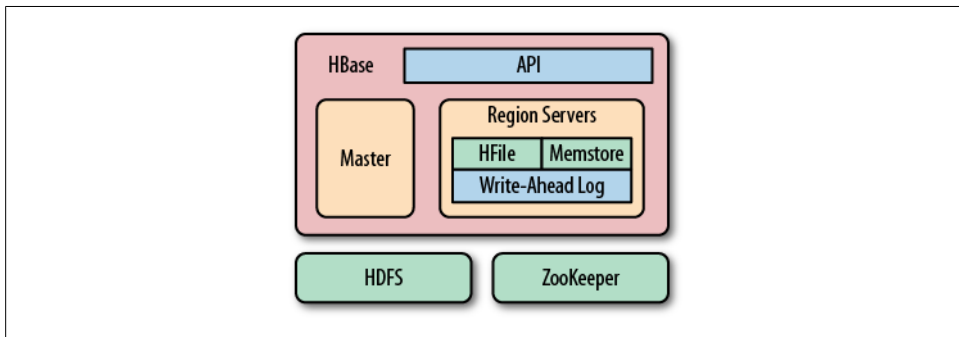 HBase
API
Master
Region Servers
HFile
Memstore
Write-Ahead Log
HDFS
ZooKeeper